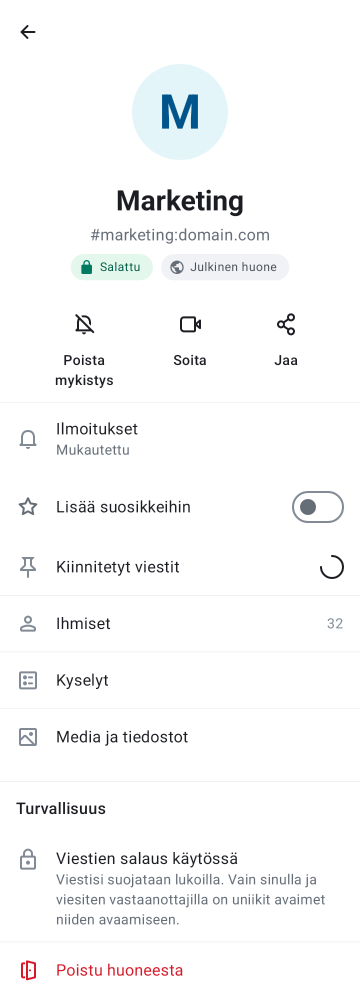 M
Marketing
#marketing:domain.com
Salattu
Julkinen huone
Poista
mykistys
Soita
Jaa
Ilmoitukset
Mukautettu
Lisää suosikkeihin
Kiinnitetyt viestit
Ihmiset 32
Kyselyt
Media ja tiedostot
Turvallisuus
Viestien salaus käytössä
Viestisi suojataan lukoilla. Vain sinulla ja
viesiten vastaanottajilla on uniikit avaimet
niiden avaamiseen.
Poistu huoneesta